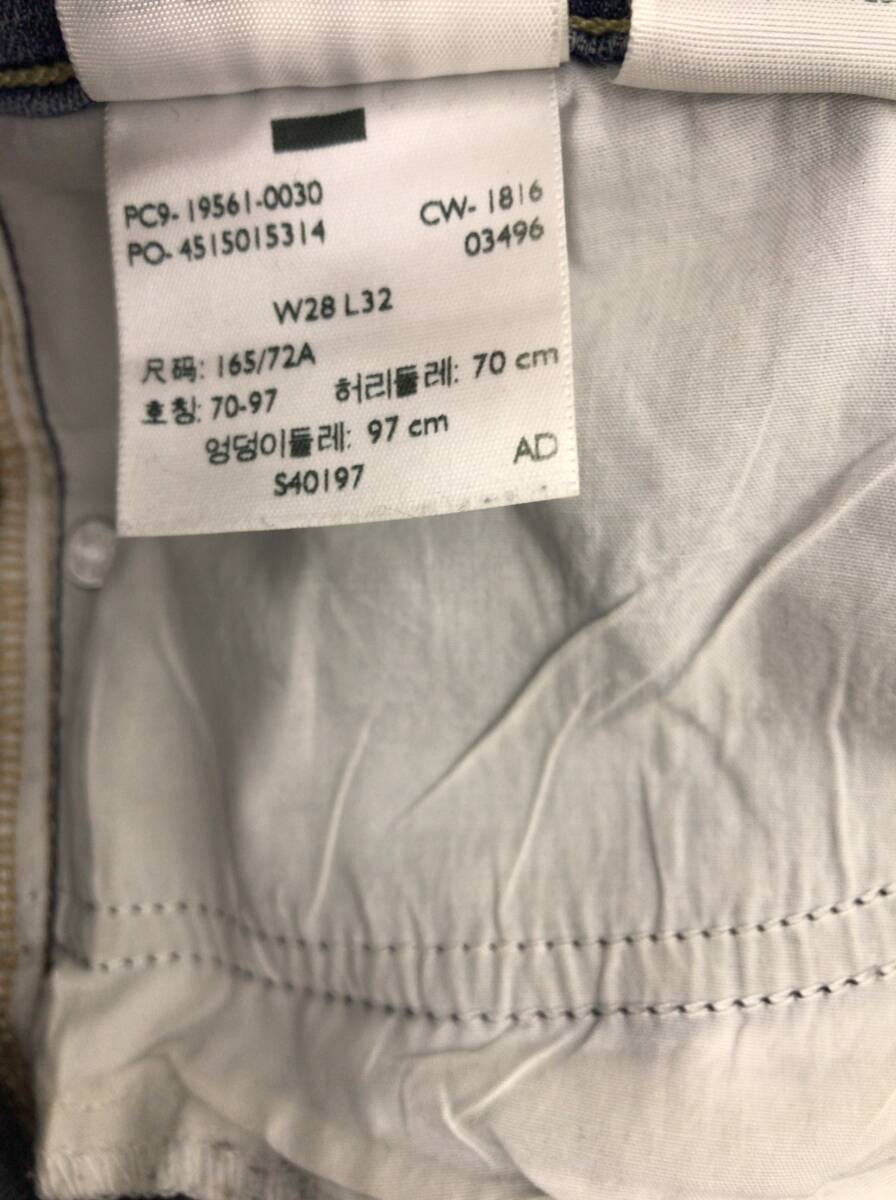 PC9-19561-0030 CW-1816
PO-4515015314 03496
W28 L32
尺码: 165/72A
호칭: 70-97 허리둘레: 70 cm
엉덩이둘레: 97 cm
S40197 AD